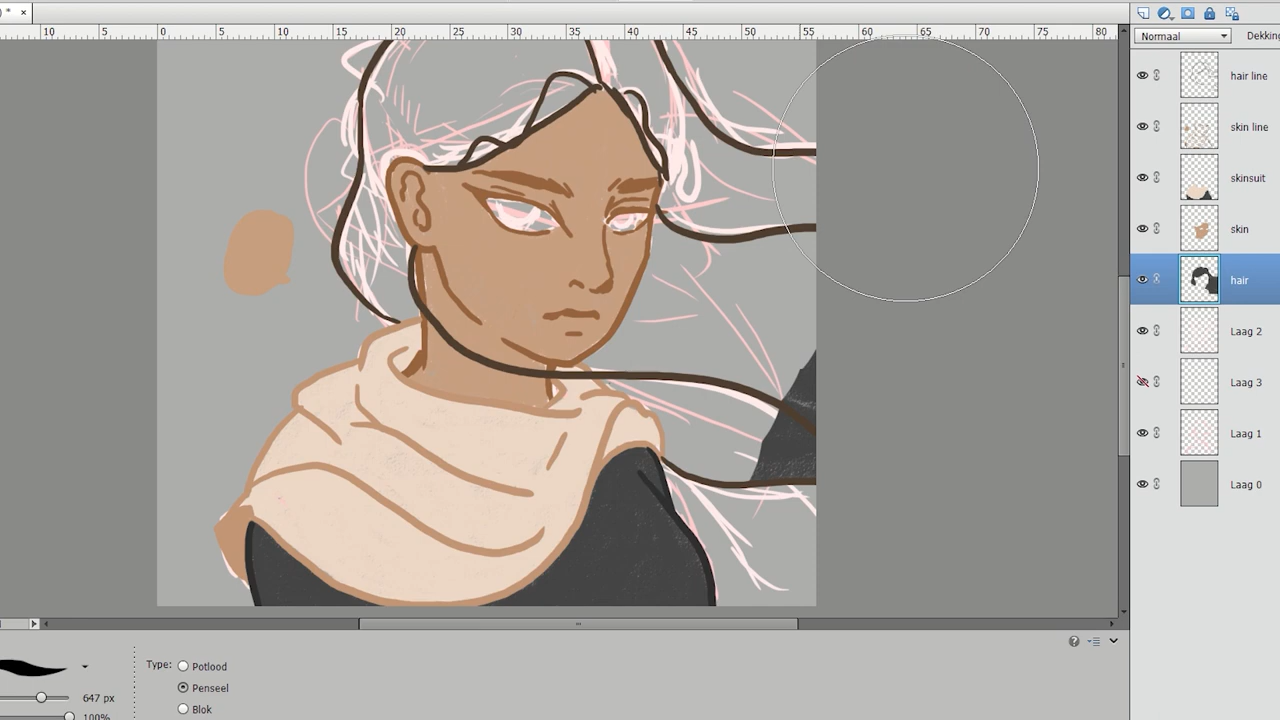 ) * ×
10 5 0 5 10 15 20 25 30 35 40 45 50 55 60 65 70 75 80
Normaal Dekking
hair line
skin line
skinsuit
skin
hair
Laag 2
Laag 3
Laag 1
Laag 0
Type: Potlood
Penseel
647 px
Blok
100%